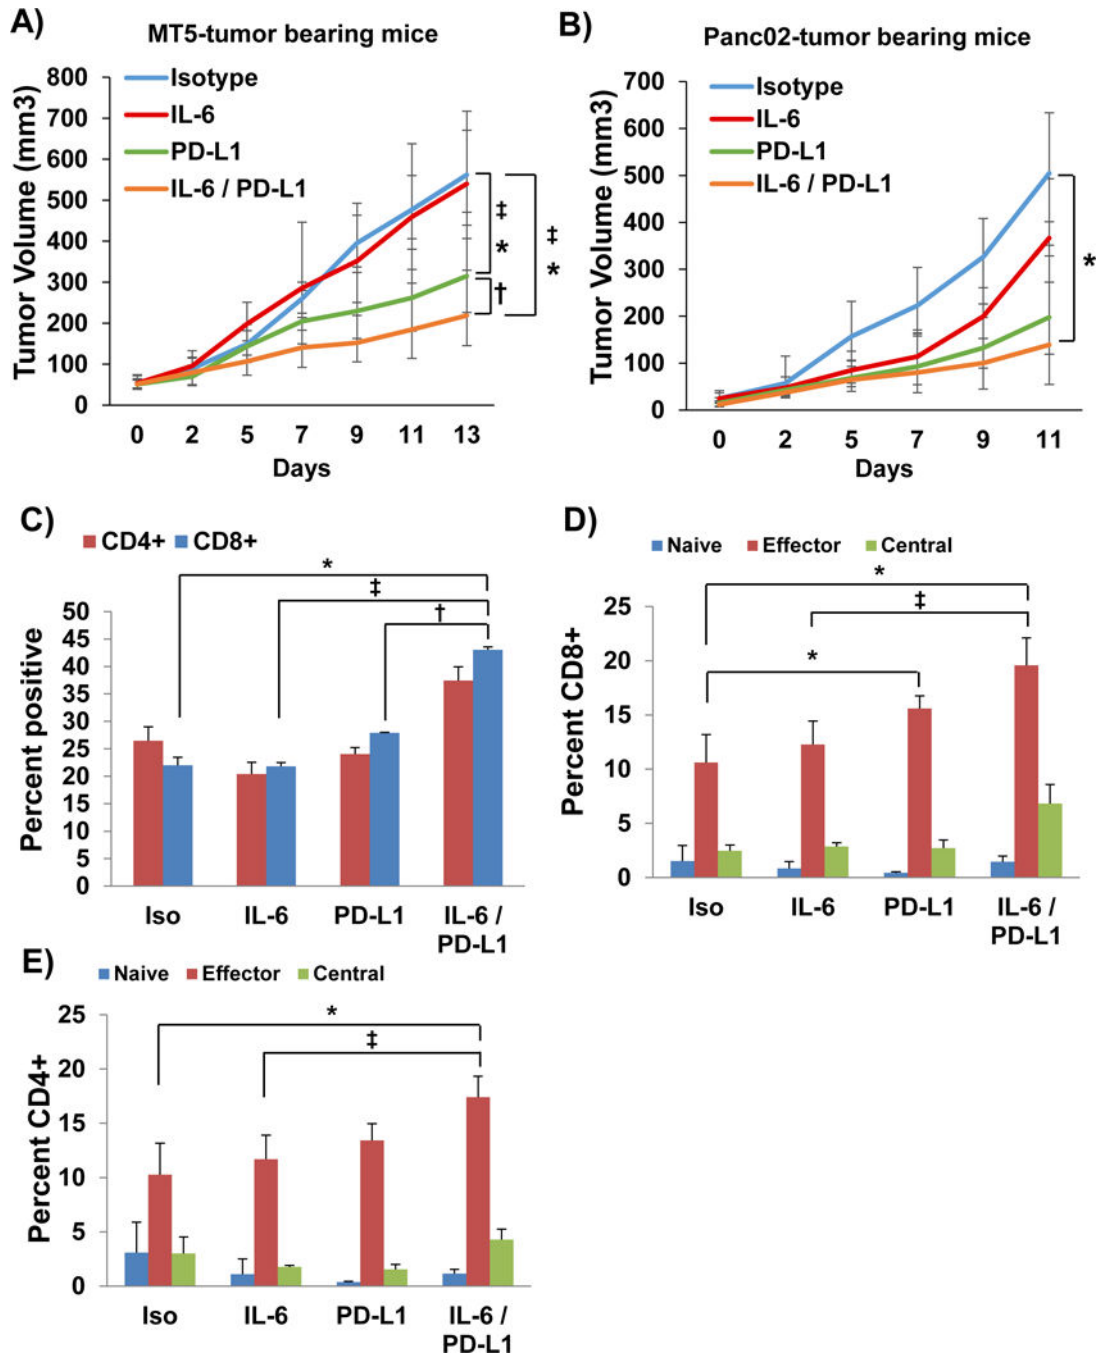 A)
MT5-tumor bearing mice
Tumor Volume (mm3)
800
700
600
500
400
300
200
100
0
Isotype
IL-6
PD-L1
IL-6 / PD-L1
‡
*
†
‡
*
0 2 5 7 9 11 13
Days
B)
Panc02-tumor bearing mice
Tumor Volume (mm3)
700
600
500
400
300
200
100
0
Isotype
IL-6
PD-L1
IL-6 / PD-L1
*
0 2 5 7 9 11
Days
C)
CD4+ CD8+
*
‡
†
Percent positive
50
45
40
35
30
25
20
15
10
5
0
Iso IL-6 PD-L1 IL-6 /
PD-L1
D)
Naive Effector Central
*
‡
*
Percent CD8+
25
20
15
10
5
0
Iso IL-6 PD-L1 IL-6 /
PD-L1
E)
Naive Effector Central
*
‡
Percent CD4+
25
20
15
10
5
0
Iso IL-6 PD-L1 IL-6 /
PD-L1